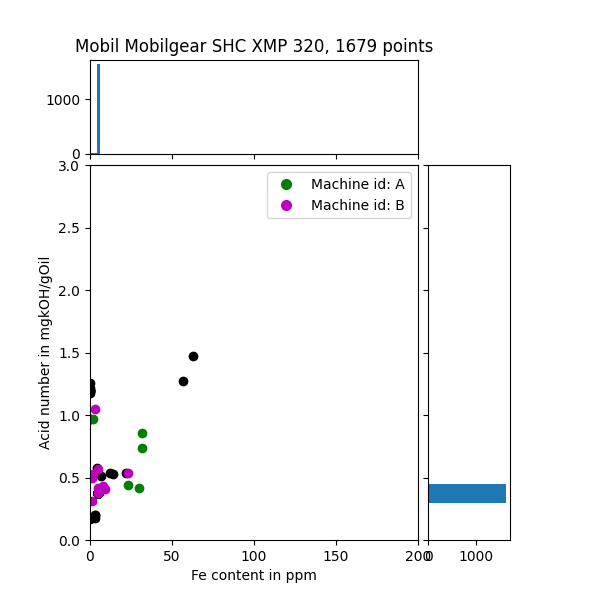 Mobil Mobilgear SHC XMP 320, 1679 points
1000
0
3.0
2.5
2.0
1.5
1.0
0.5
0.0
Acid number in mgkOH/gOil
Machine id: A
Machine id: B
0 50 100 150 200
0 1000
Fe content in ppm